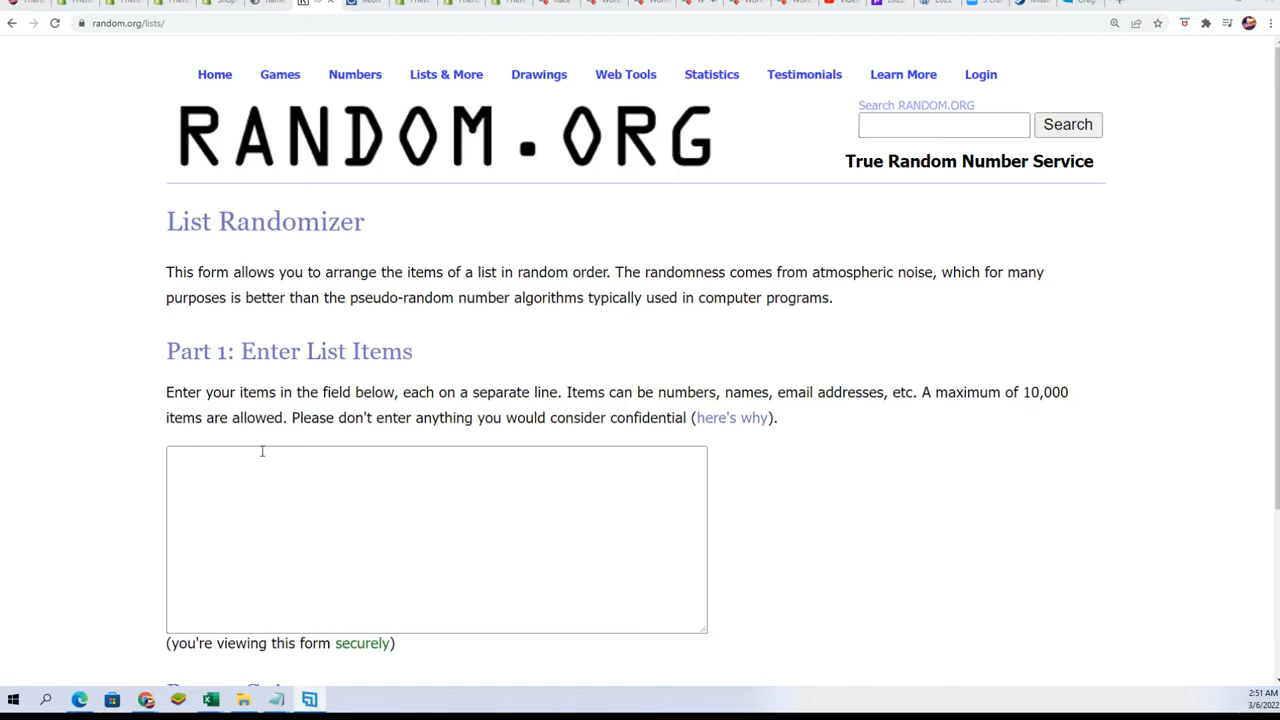 random.org/lists/
Home Games Numbers Lists & More Drawings Web Tools Statistics Testimonials Learn More Login
RANDOM.ORG
Search RANDOM.ORG
Search
True Random Number Service
List Randomizer
This form allows you to arrange the items of a list in random order. The randomness comes from atmospheric noise, which for many
purposes is better than the pseudo-random number algorithms typically used in computer programs.
Part 1: Enter List Items
Enter your items in the field below, each on a separate line. Items can be numbers, names, email addresses, etc. A maximum of 10,000
items are allowed. Please don't enter anything you would consider confidential (here's why).
(you're viewing this form securely)
2:51 AM
3/6/2022